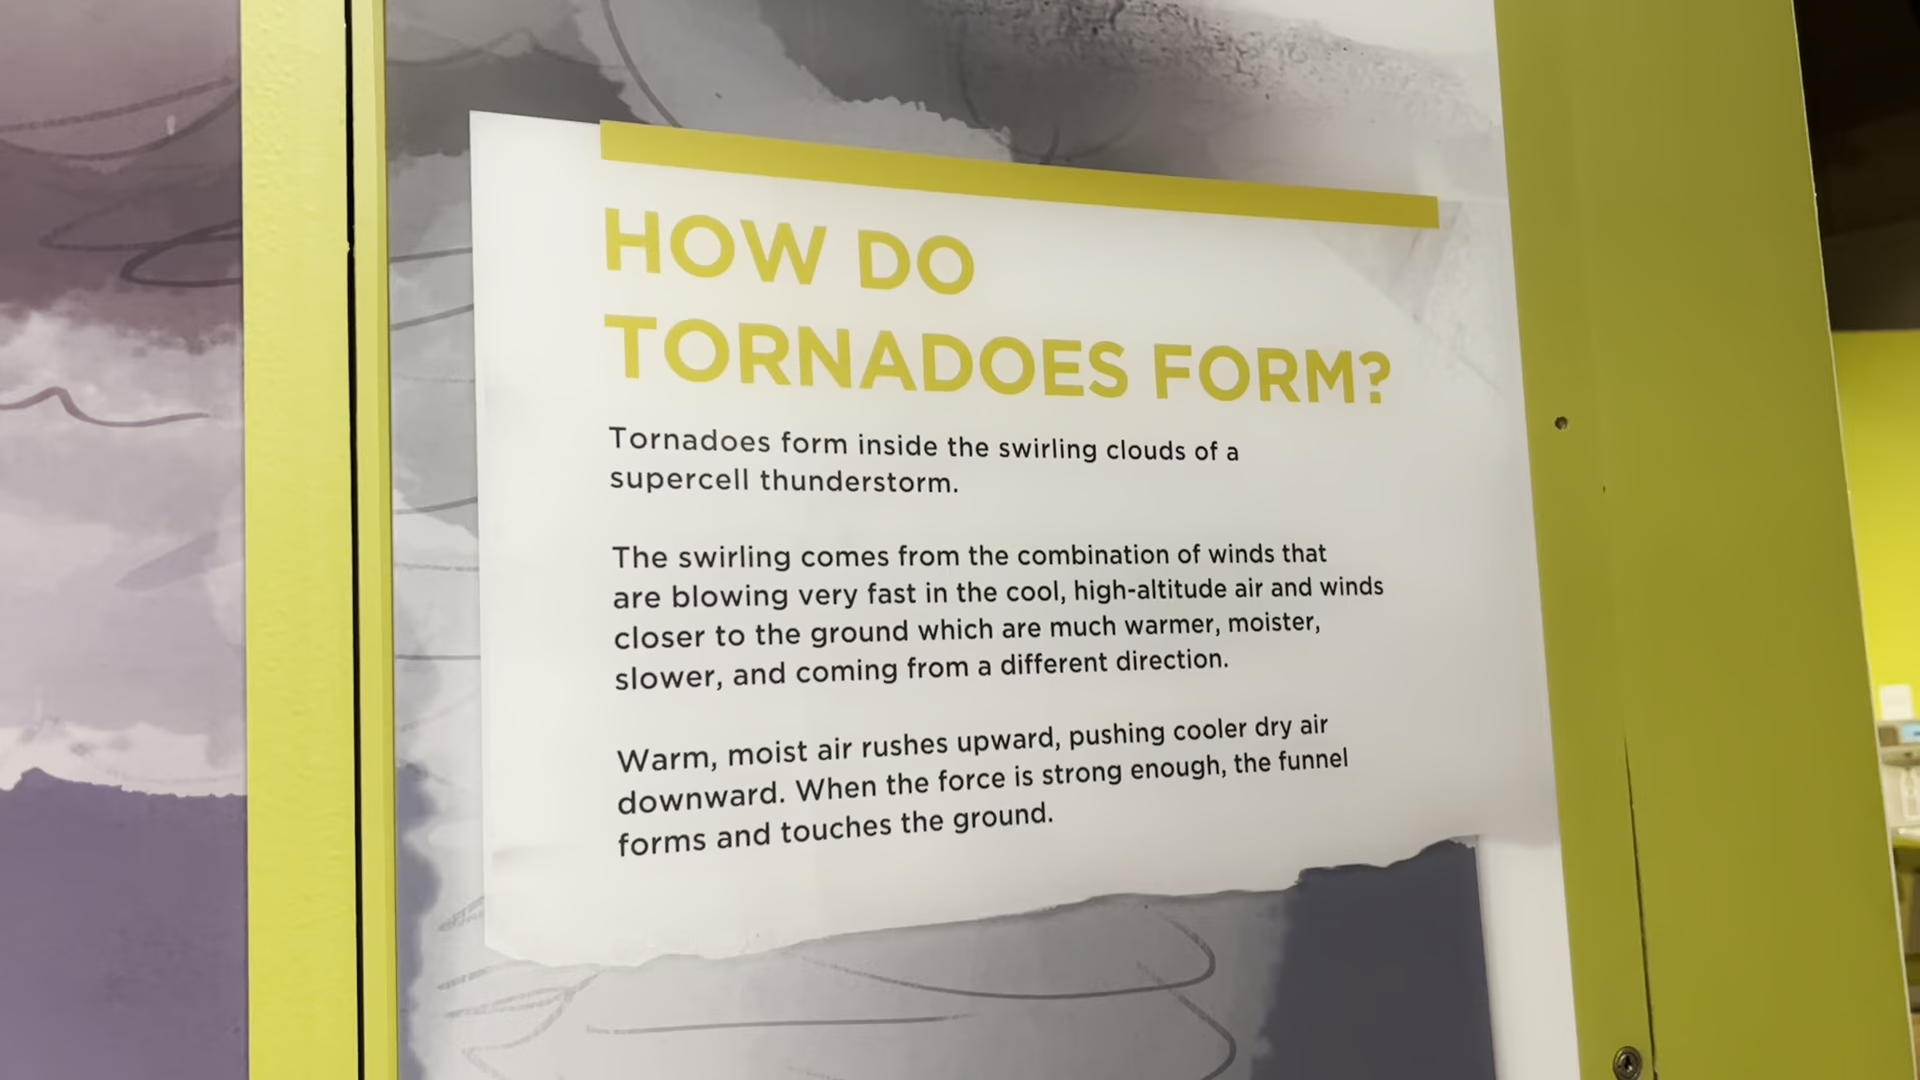 HOW DO
TORNADOES FORM?
Tornadoes form inside the swirling clouds of a
supercell thunderstorm.
The swirling comes from the combination of winds that
are blowing very fast in the cool, high-altitude air and winds
closer to the ground which are much warmer, moister,
slower, and coming from a different direction.
Warm, moist air rushes upward, pushing cooler dry air
downward. When the force is strong enough, the funnel
forms and touches the ground.